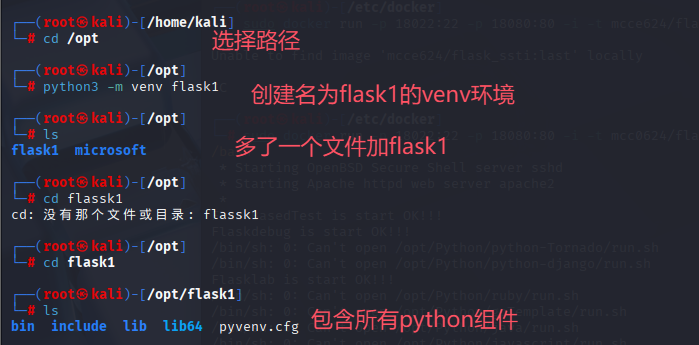 ┌──(root㉿kali)-[/home/kali]
└─# cd /opt
选择路径
┌──(root㉿kali)-[/opt]
└─# python3 -m venv flask1
创建名为flask1的venv环境
┌──(root㉿kali)-[/opt]
└─# ls
flask1 microsoft
多了一个文件加flask1
┌──(root㉿kali)-[/opt]
└─# cd flassk1
cd: 没有那个文件或目录: flassk1
┌──(root㉿kali)-[/opt]
└─# cd flask1
┌──(root㉿kali)-[/opt/flask1]
└─# ls
bin include lib lib64 pyvenv.cfg
包含所有python组件